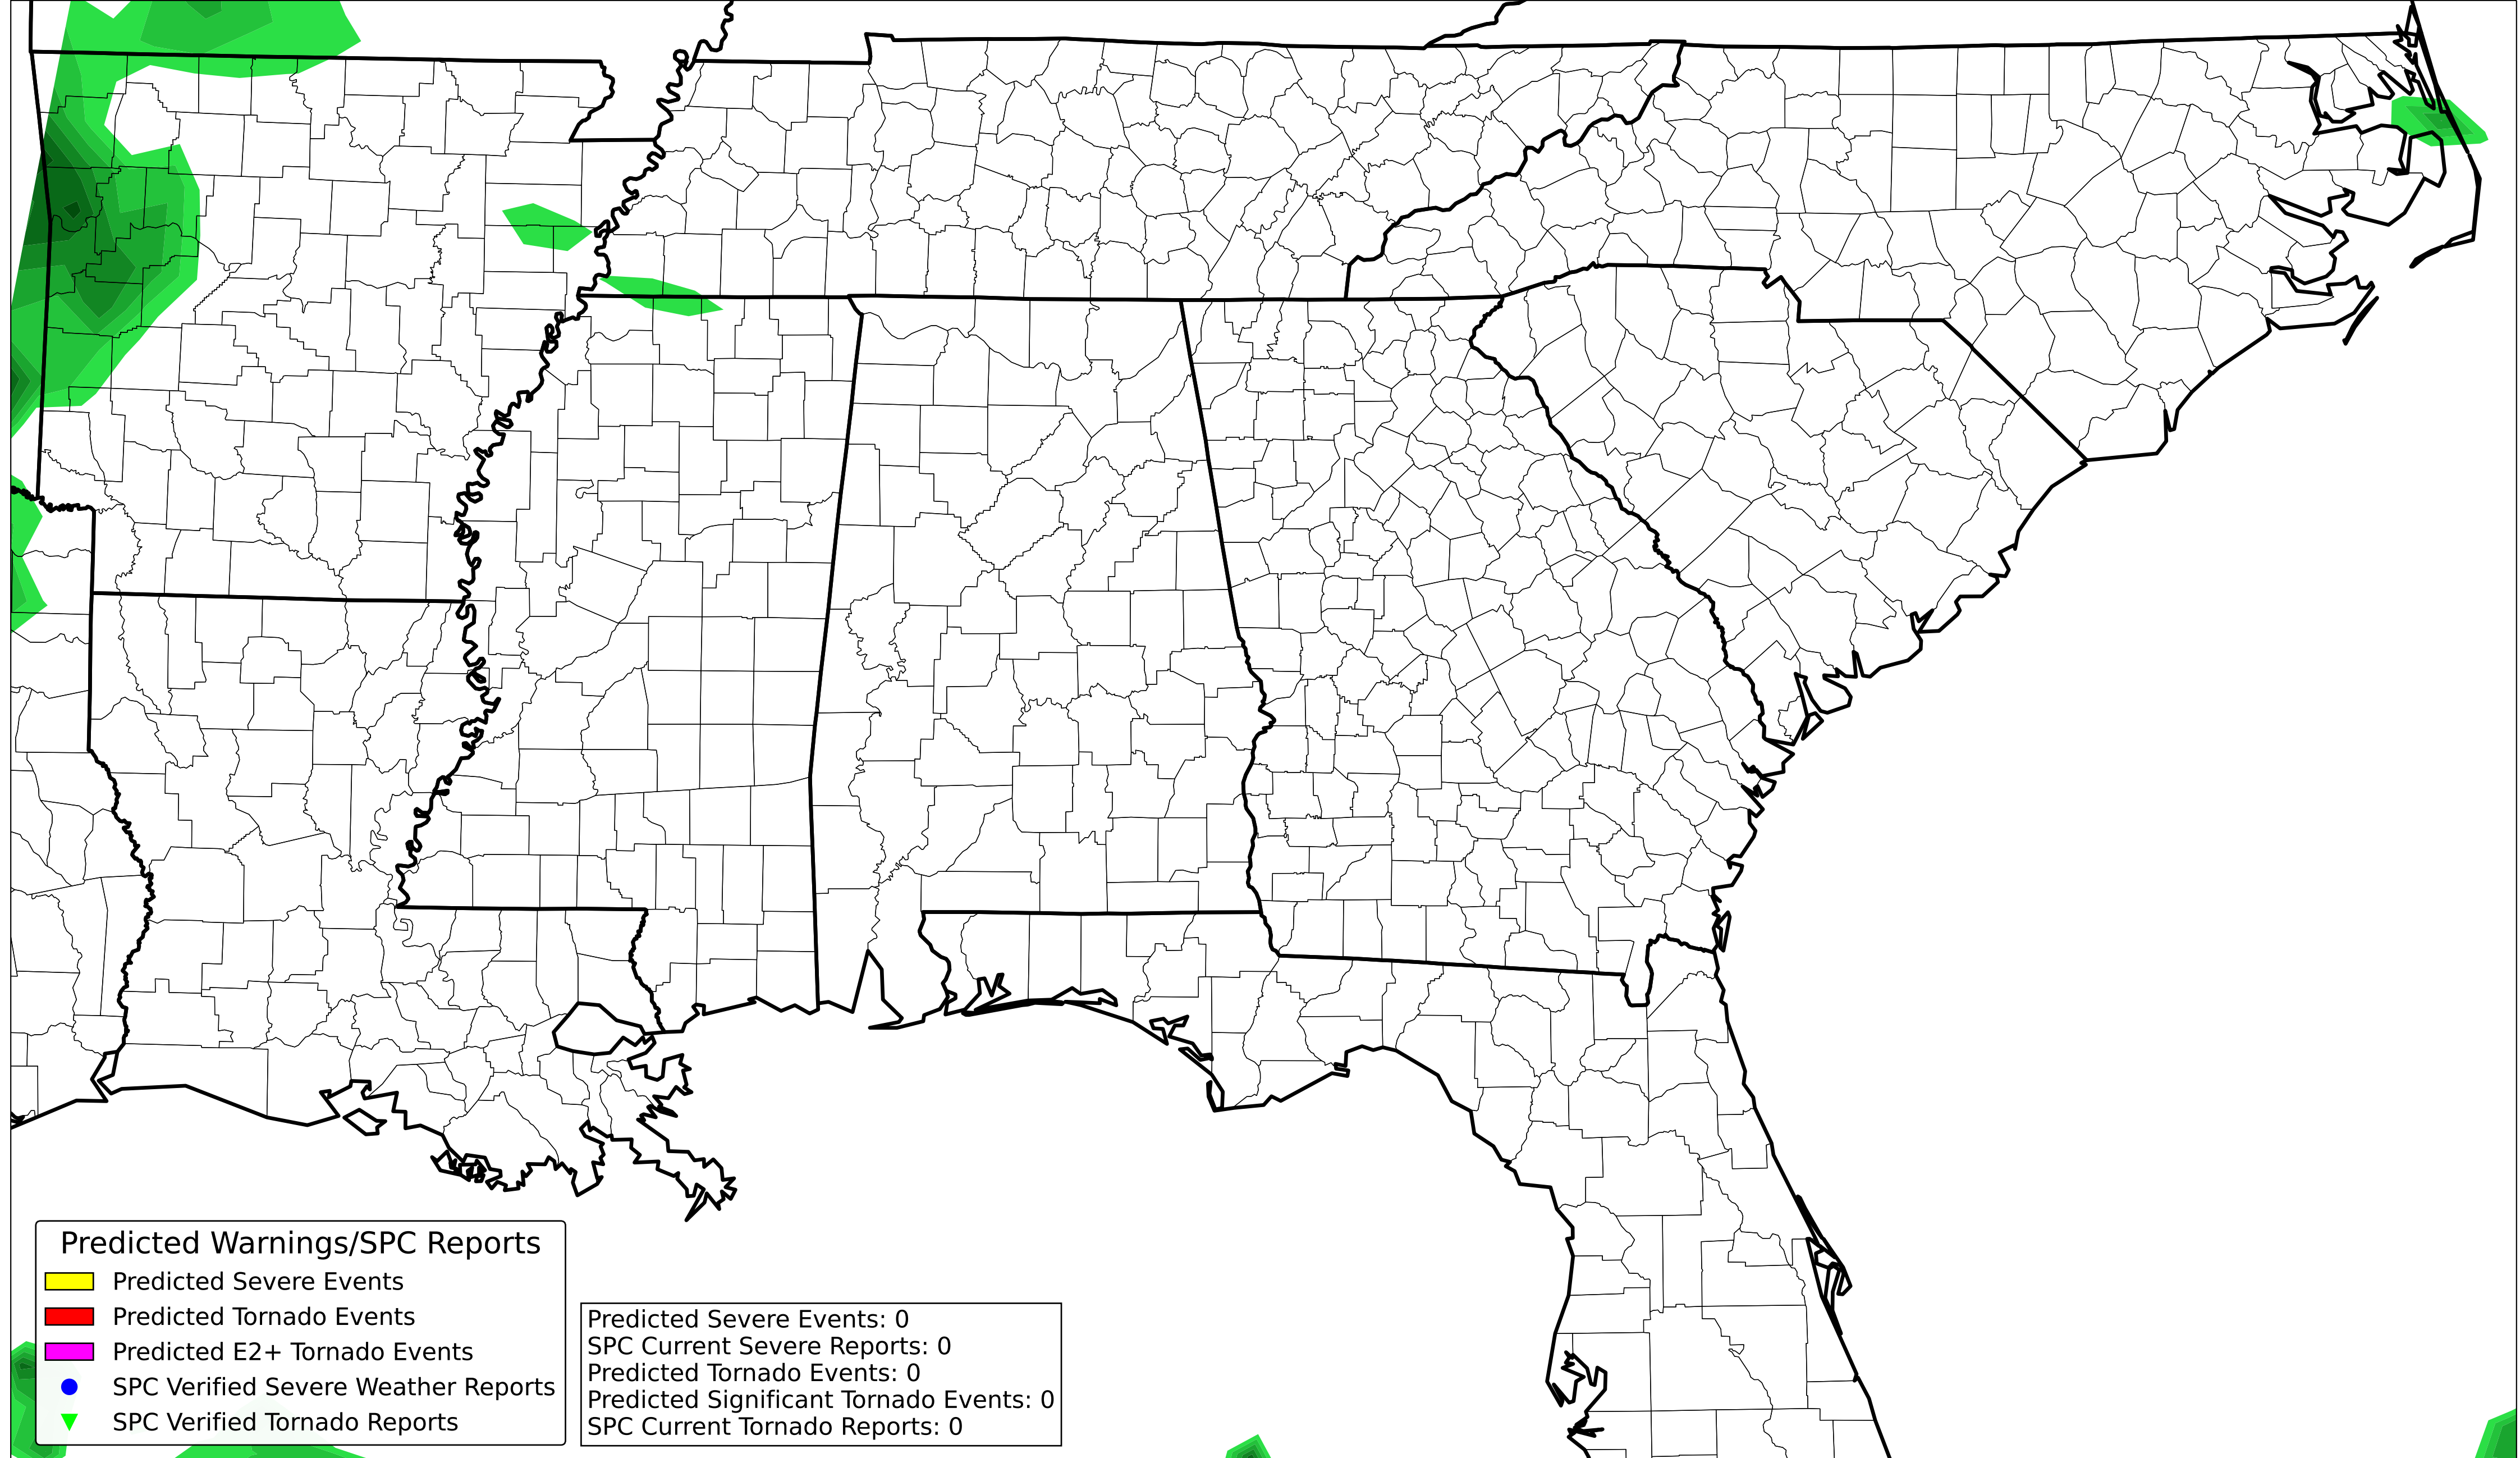 Predicted Warnings/SPC Reports
Predicted Severe Events
Predicted Tornado Events
Predicted E2+ Tornado Events
SPC Verified Severe Weather Reports
SPC Verified Tornado Reports
Predicted Severe Events: 0
SPC Current Severe Reports: 0
Predicted Tornado Events: 0
Predicted Significant Tornado Events: 0
SPC Current Tornado Reports: 0